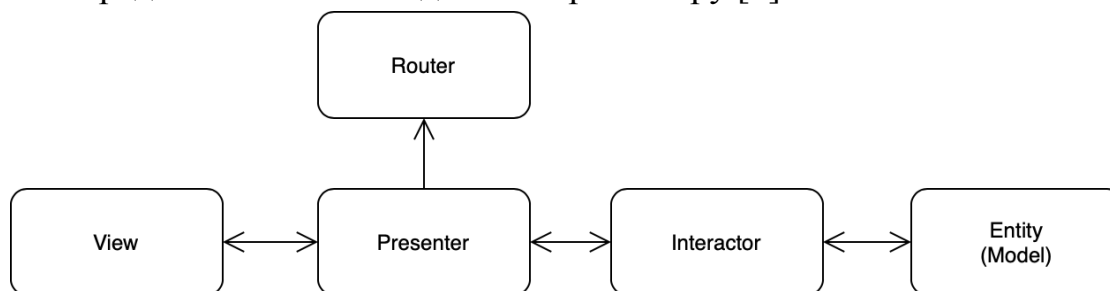 Router
View
Presenter
Interactor
Entity
(Model)